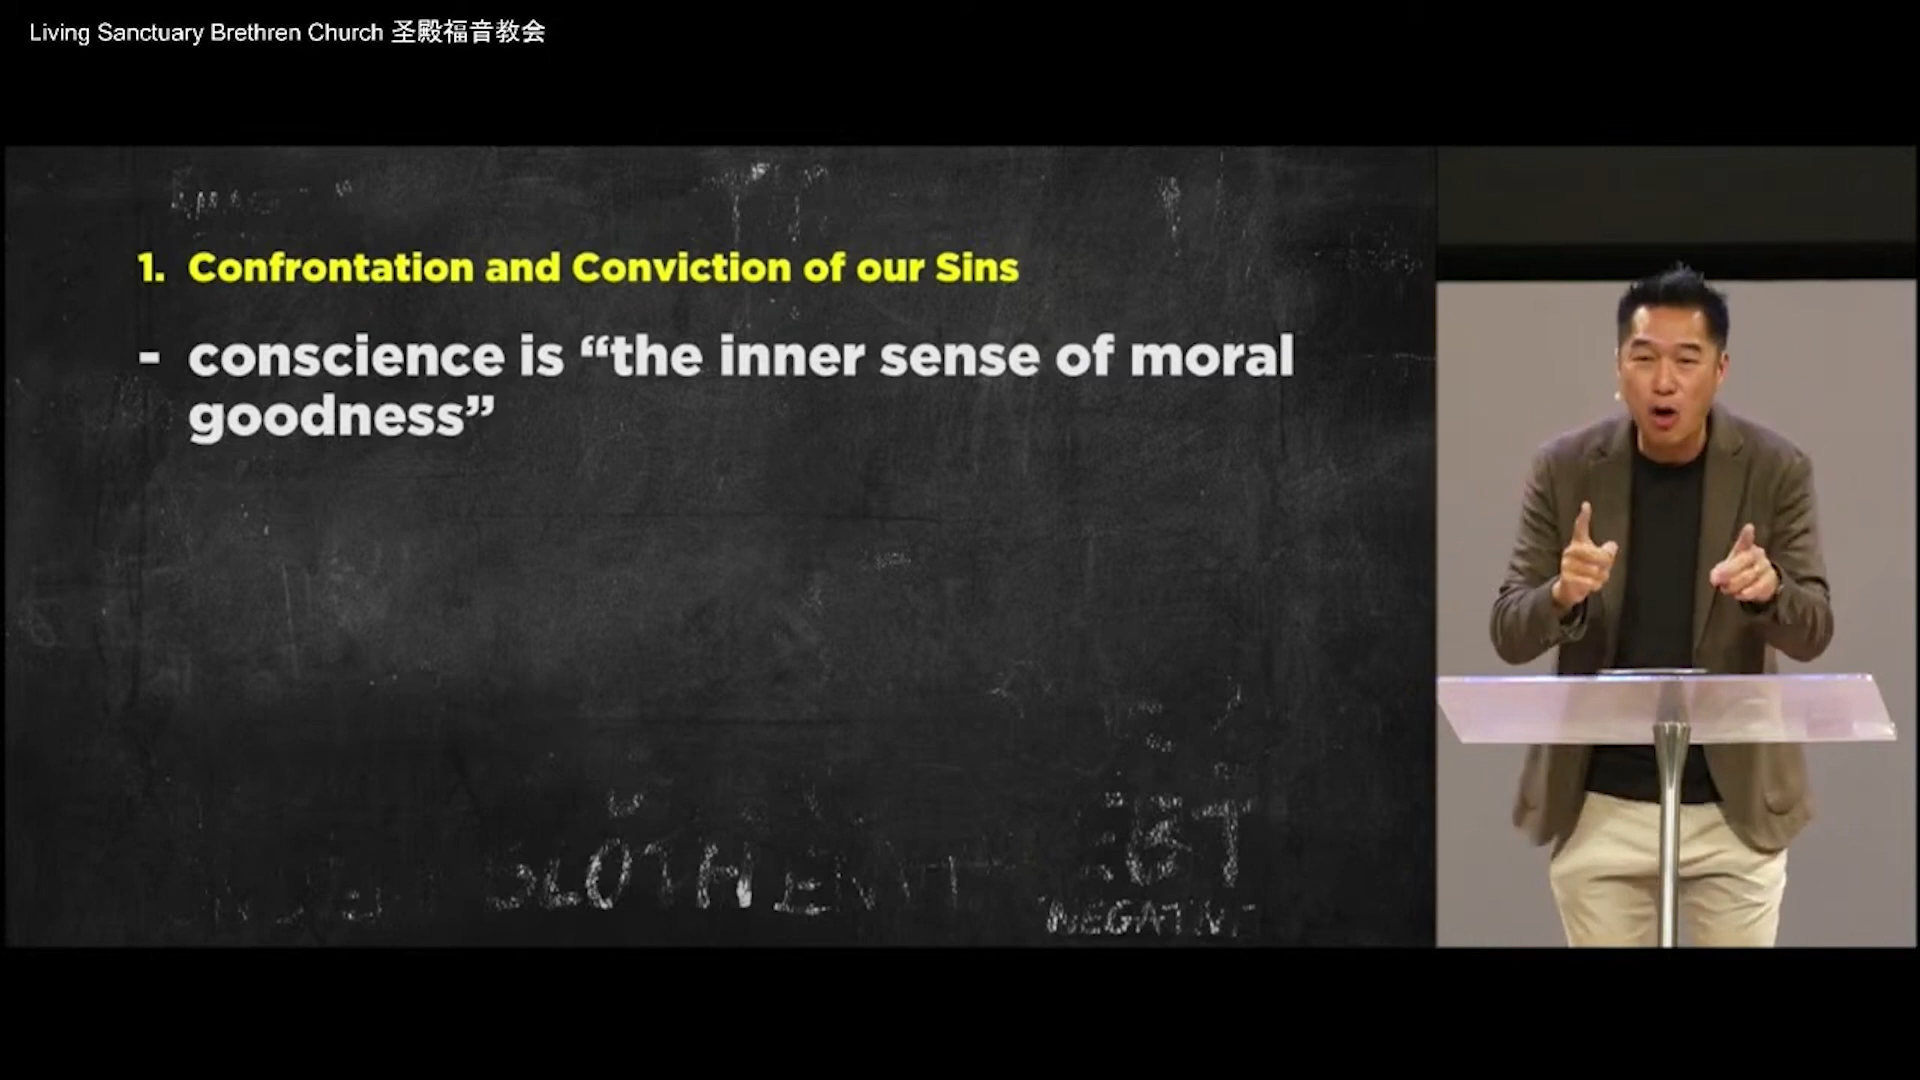 Living Sanctuary Brethren Church 圣殿福音教会
1. Confrontation and Conviction of our Sins
- conscience is “the inner sense of moral
goodness”
NEGATIVE